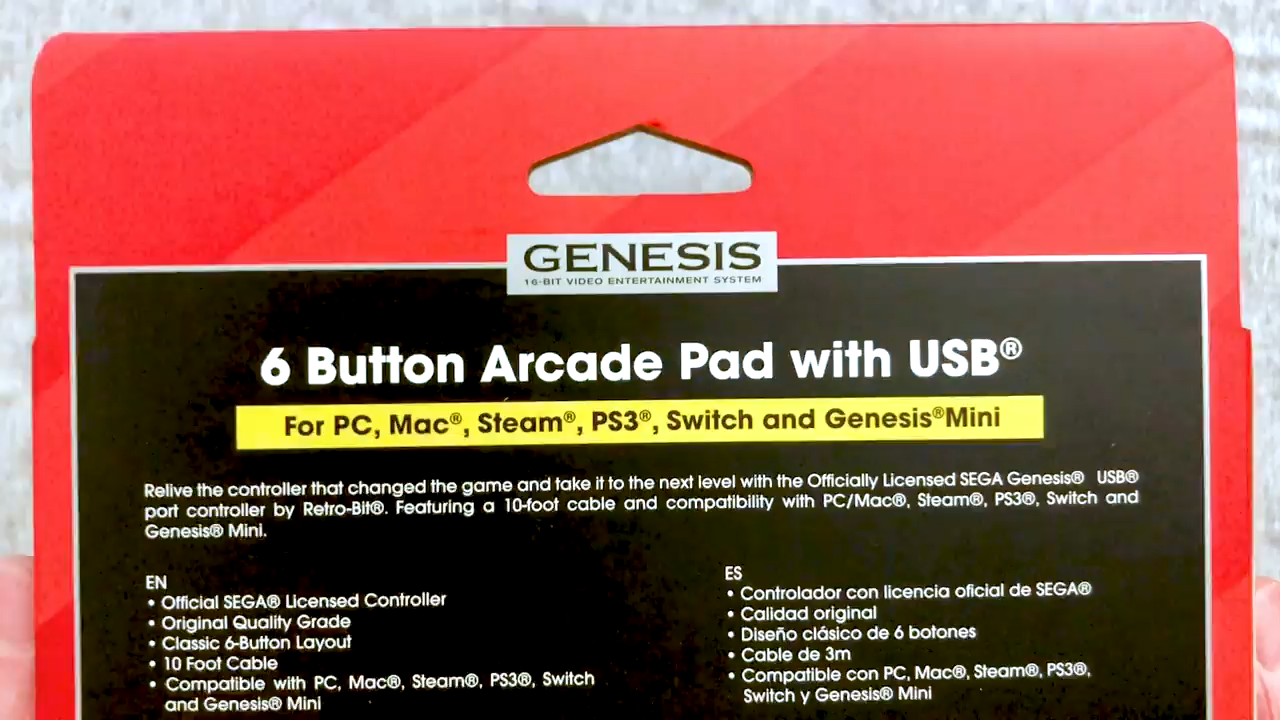 GENESIS
16-BIT VIDEO ENTERTAINMENT SYSTEM
6 Button Arcade Pad with USB®
For PC, Mac®, Steam®, PS3®, Switch and Genesis®Mini
Relive the controller that changed the game and take it to the next level with the Officially Licensed SEGA Genesis® USB®
port controller by Retro-Bit®. Featuring a 10-foot cable and compatibility with PC/Mac®, Steam®, PS3®, Switch and
Genesis® Mini.
EN
• Official SEGA® Licensed Controller
• Original Quality Grade
• Classic 6-Button Layout
• 10 Foot Cable
• Compatible with PC, Mac®, Steam®, PS3®, Switch
and Genesis® Mini
ES
• Controlador con licencia oficial de SEGA®
• Calidad original
• Diseño clásico de 6 botones
• Cable de 3m
• Compatible con PC, Mac®, Steam®, PS3®,
Switch y Genesis® Mini